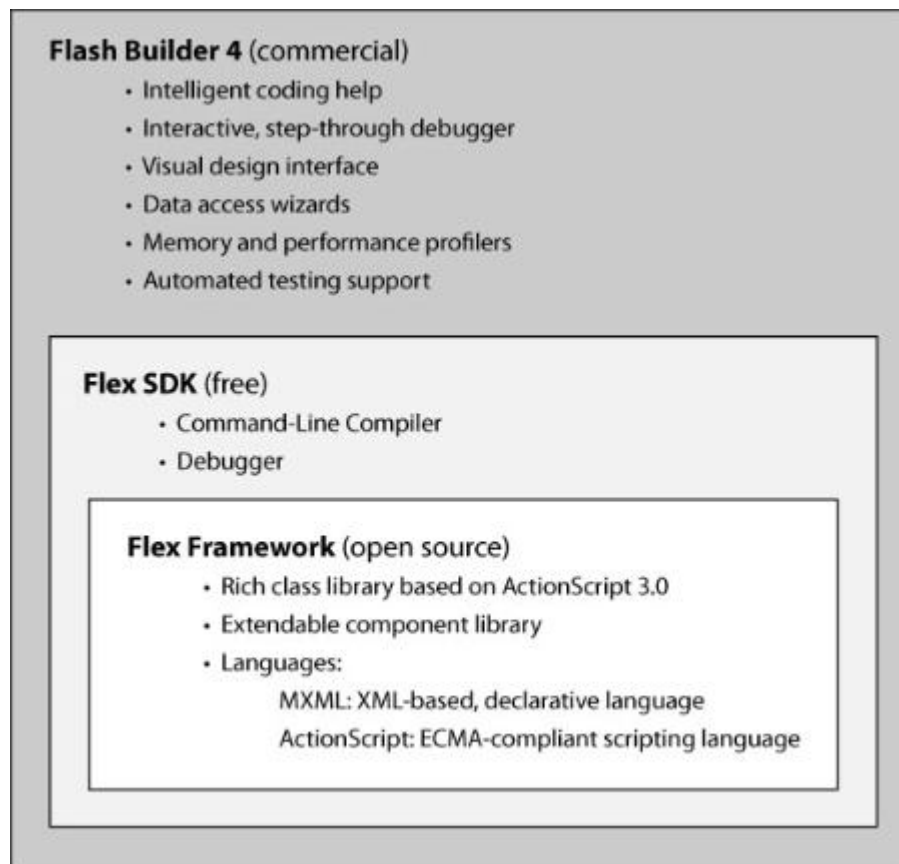 Flash Builder 4 (commercial)
• Intelligent coding help
• Interactive, step-through debugger
• Visual design interface
• Data access wizards
• Memory and performance profilers
• Automated testing support
Flex SDK (free)
• Command-Line Compiler
• Debugger
Flex Framework (open source)
• Rich class library based on ActionScript 3.0
• Extendable component library
• Languages:
MXML: XML-based, declarative language
ActionScript: ECMA-compliant scripting language